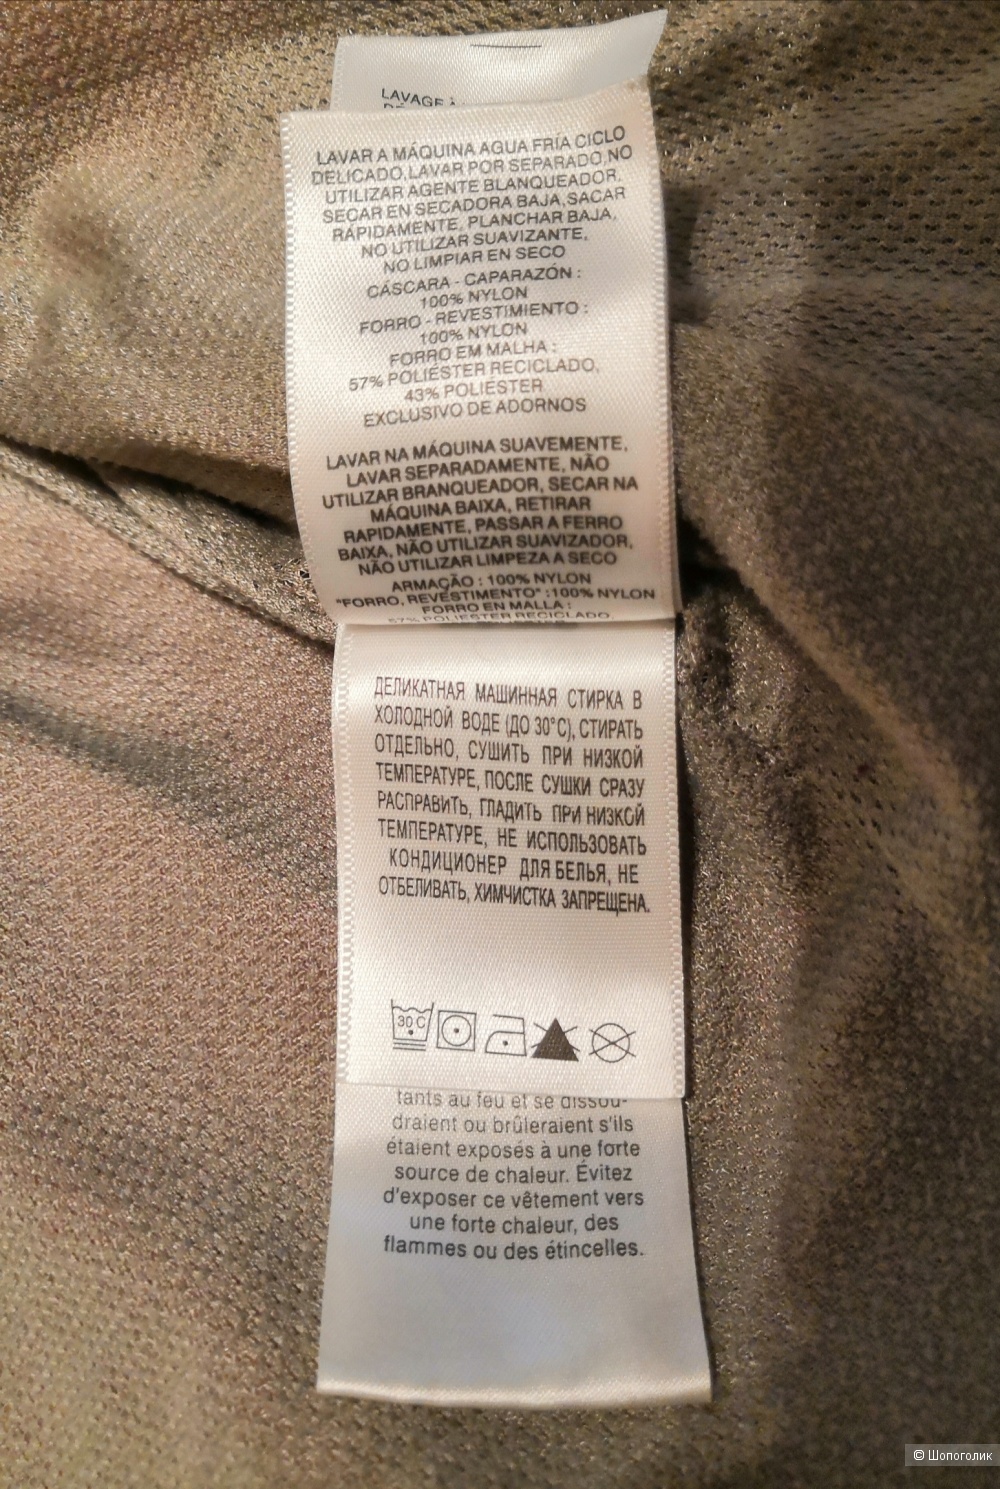 LAVAGE À
LAVAR A MÁQUINA AGUA FRÍA CICLO
DELICADO, LAVAR POR SEPARADO, NO
UTILIZAR AGENTE BLANQUEADOR,
SECAR EN SECADORA BAJA, SACAR
RÁPIDAMENTE, PLANCHAR BAJA,
NO UTILIZAR SUAVIZANTE,
NO LIMPIAR EN SECO
CÁSCARA - CAPARAZÓN :
100% NYLON
FORRO - REVESTIMIENTO :
100% NYLON
FORRO EM MALHA :
57% POLIÉSTER RECICLADO,
43% POLIÉSTER
EXCLUSIVO DE ADORNOS
LAVAR NA MÁQUINA SUAVEMENTE,
LAVAR SEPARADAMENTE, NÃO
UTILIZAR BRANQUEADOR, SECAR NA
MÁQUINA BAIXA, RETIRAR
RAPIDAMENTE, PASSAR A FERRO
BAIXA, NÃO UTILIZAR SUAVIZADOR,
NÃO UTILIZAR LIMPEZA A SECO
ARMAÇÃO : 100% NYLON
"FORRO, REVESTIMENTO" :100% NYLON
FORRO EN MALLA :
57% POLIESTER RECICLADO,
ДЕЛИКАТНАЯ МАШИННАЯ СТИРКА В
ХОЛОДНОЙ ВОДЕ (ДО 30°С), СТИРАТЬ
ОТДЕЛЬНО, СУШИТЬ ПРИ НИЗКОЙ
ТЕМПЕРАТУРЕ, ПОСЛЕ СУШКИ СРАЗУ
РАСПРАВИТЬ, ГЛАДИТЬ ПРИ НИЗКОЙ
ТЕМПЕРАТУРЕ, НЕ ИСПОЛЬЗОВАТЬ
КОНДИЦИОНЕР ДЛЯ БЕЛЬЯ, НЕ
ОТБЕЛИВАТЬ, ХИМЧИСТКА ЗАПРЕЩЕНА.
30 C
tants au feu et se dissou-
draient ou brûleraient s'ils
étaient exposés à une forte
source de chaleur. Évitez
d'exposer ce vêtement vers
une forte chaleur, des
flammes ou des étincelles.
© Шопоголик